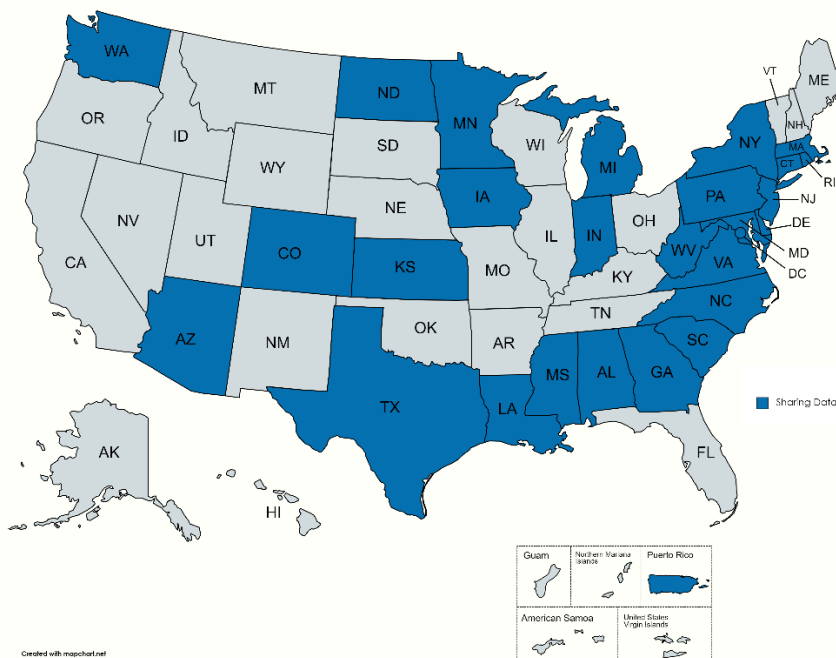 WA
MT
ND
MN
VT
ME
OR
ID
SD
WI
NH
NY
MA
CT
RI
WY
MI
IA
PA
NJ
NE
NV
UT
IL
IN
OH
DE
CA
CO
WV
MD
KS
MO
VA
DC
KY
NC
TN
AZ
NM
OK
AR
SC
MS
AL
GA
TX
LA
Sharing Data
AK
FL
HI
Guam
Northern Mariana
Islands
Puerto Rico
American Samoa
United States
Virgin Islands
Created with mapchart.net